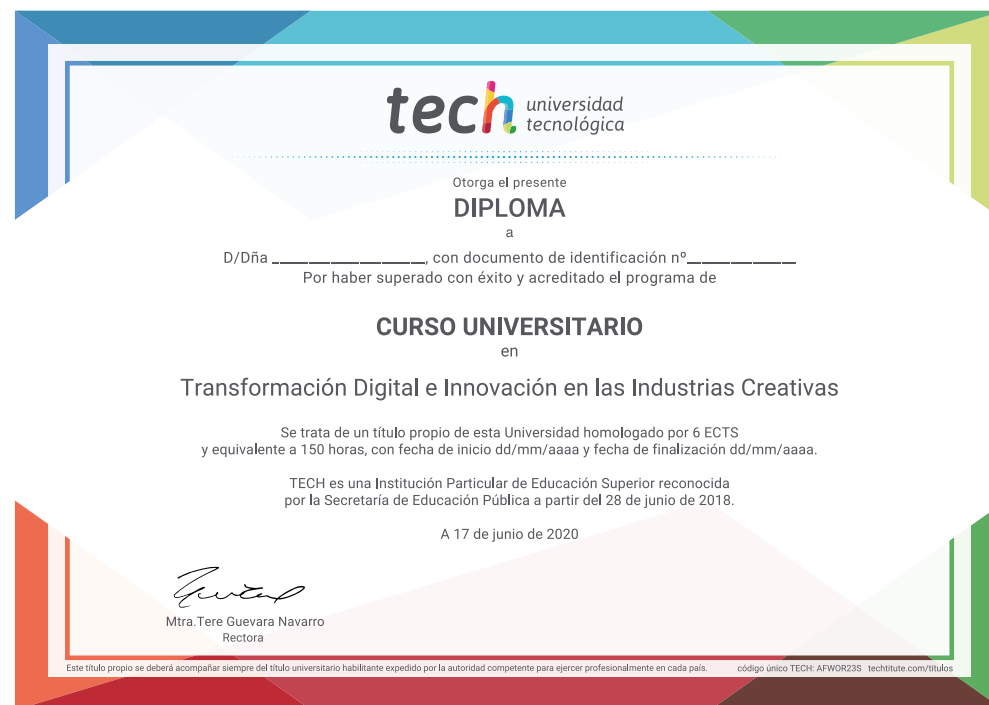 tech universidad
tecnológica
Otorga el presente
DIPLOMA
a
D/Dña ____________________, con documento de identificación nº______________
Por haber superado con éxito y acreditado el programa de
CURSO UNIVERSITARIO
en
Transformación Digital e Innovación en las Industrias Creativas
Se trata de un título propio de esta Universidad homologado por 6 ECTS
y equivalente a 150 horas, con fecha de inicio dd/mm/aaaa y fecha de finalización dd/mm/aaaa.
TECH es una Institución Particular de Educación Superior reconocida
por la Secretaría de Educación Pública a partir del 28 de junio de 2018.
A 17 de junio de 2020
Mtra.Tere Guevara Navarro
Rectora
Este título propio se deberá acompañar siempre del título universitario habilitante expedido por la autoridad competente para ejercer profesionalmente en cada país. código único TECH: AFWOR23S techtitute.com/titulos